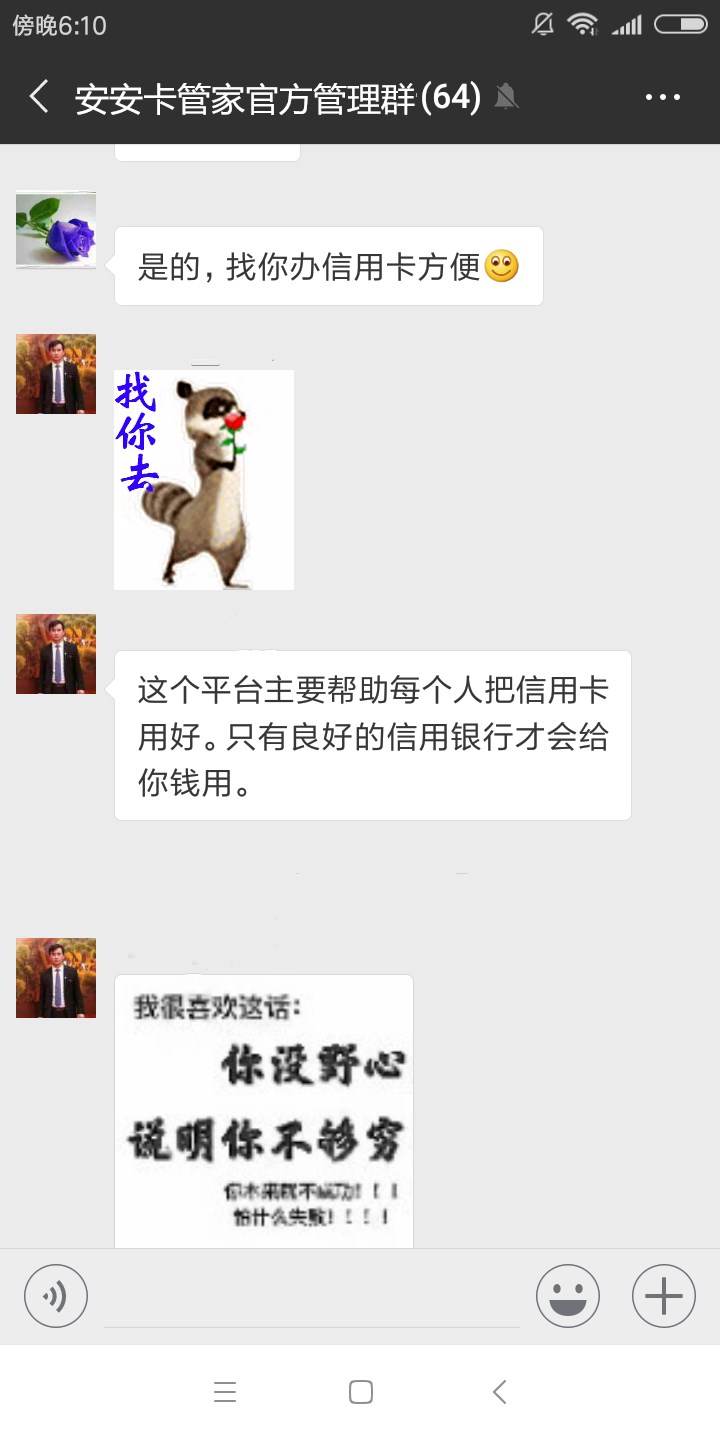 傍晚6:10
安安卡管家官方管理群(64)
是的，找你办信用卡方便
找
你
去
这个平台主要帮助每个人把信用卡
用好。只有良好的信用银行才会给
你钱用。
我很喜欢这话：
你没野心
说明你不够穷
你本来就不成功！！！
怕什么失败！！！！